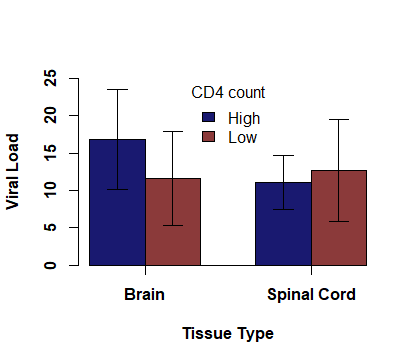 CD4 count
High
Low
Viral Load
25
20
15
10
5
0
Brain
Spinal Cord
Tissue Type